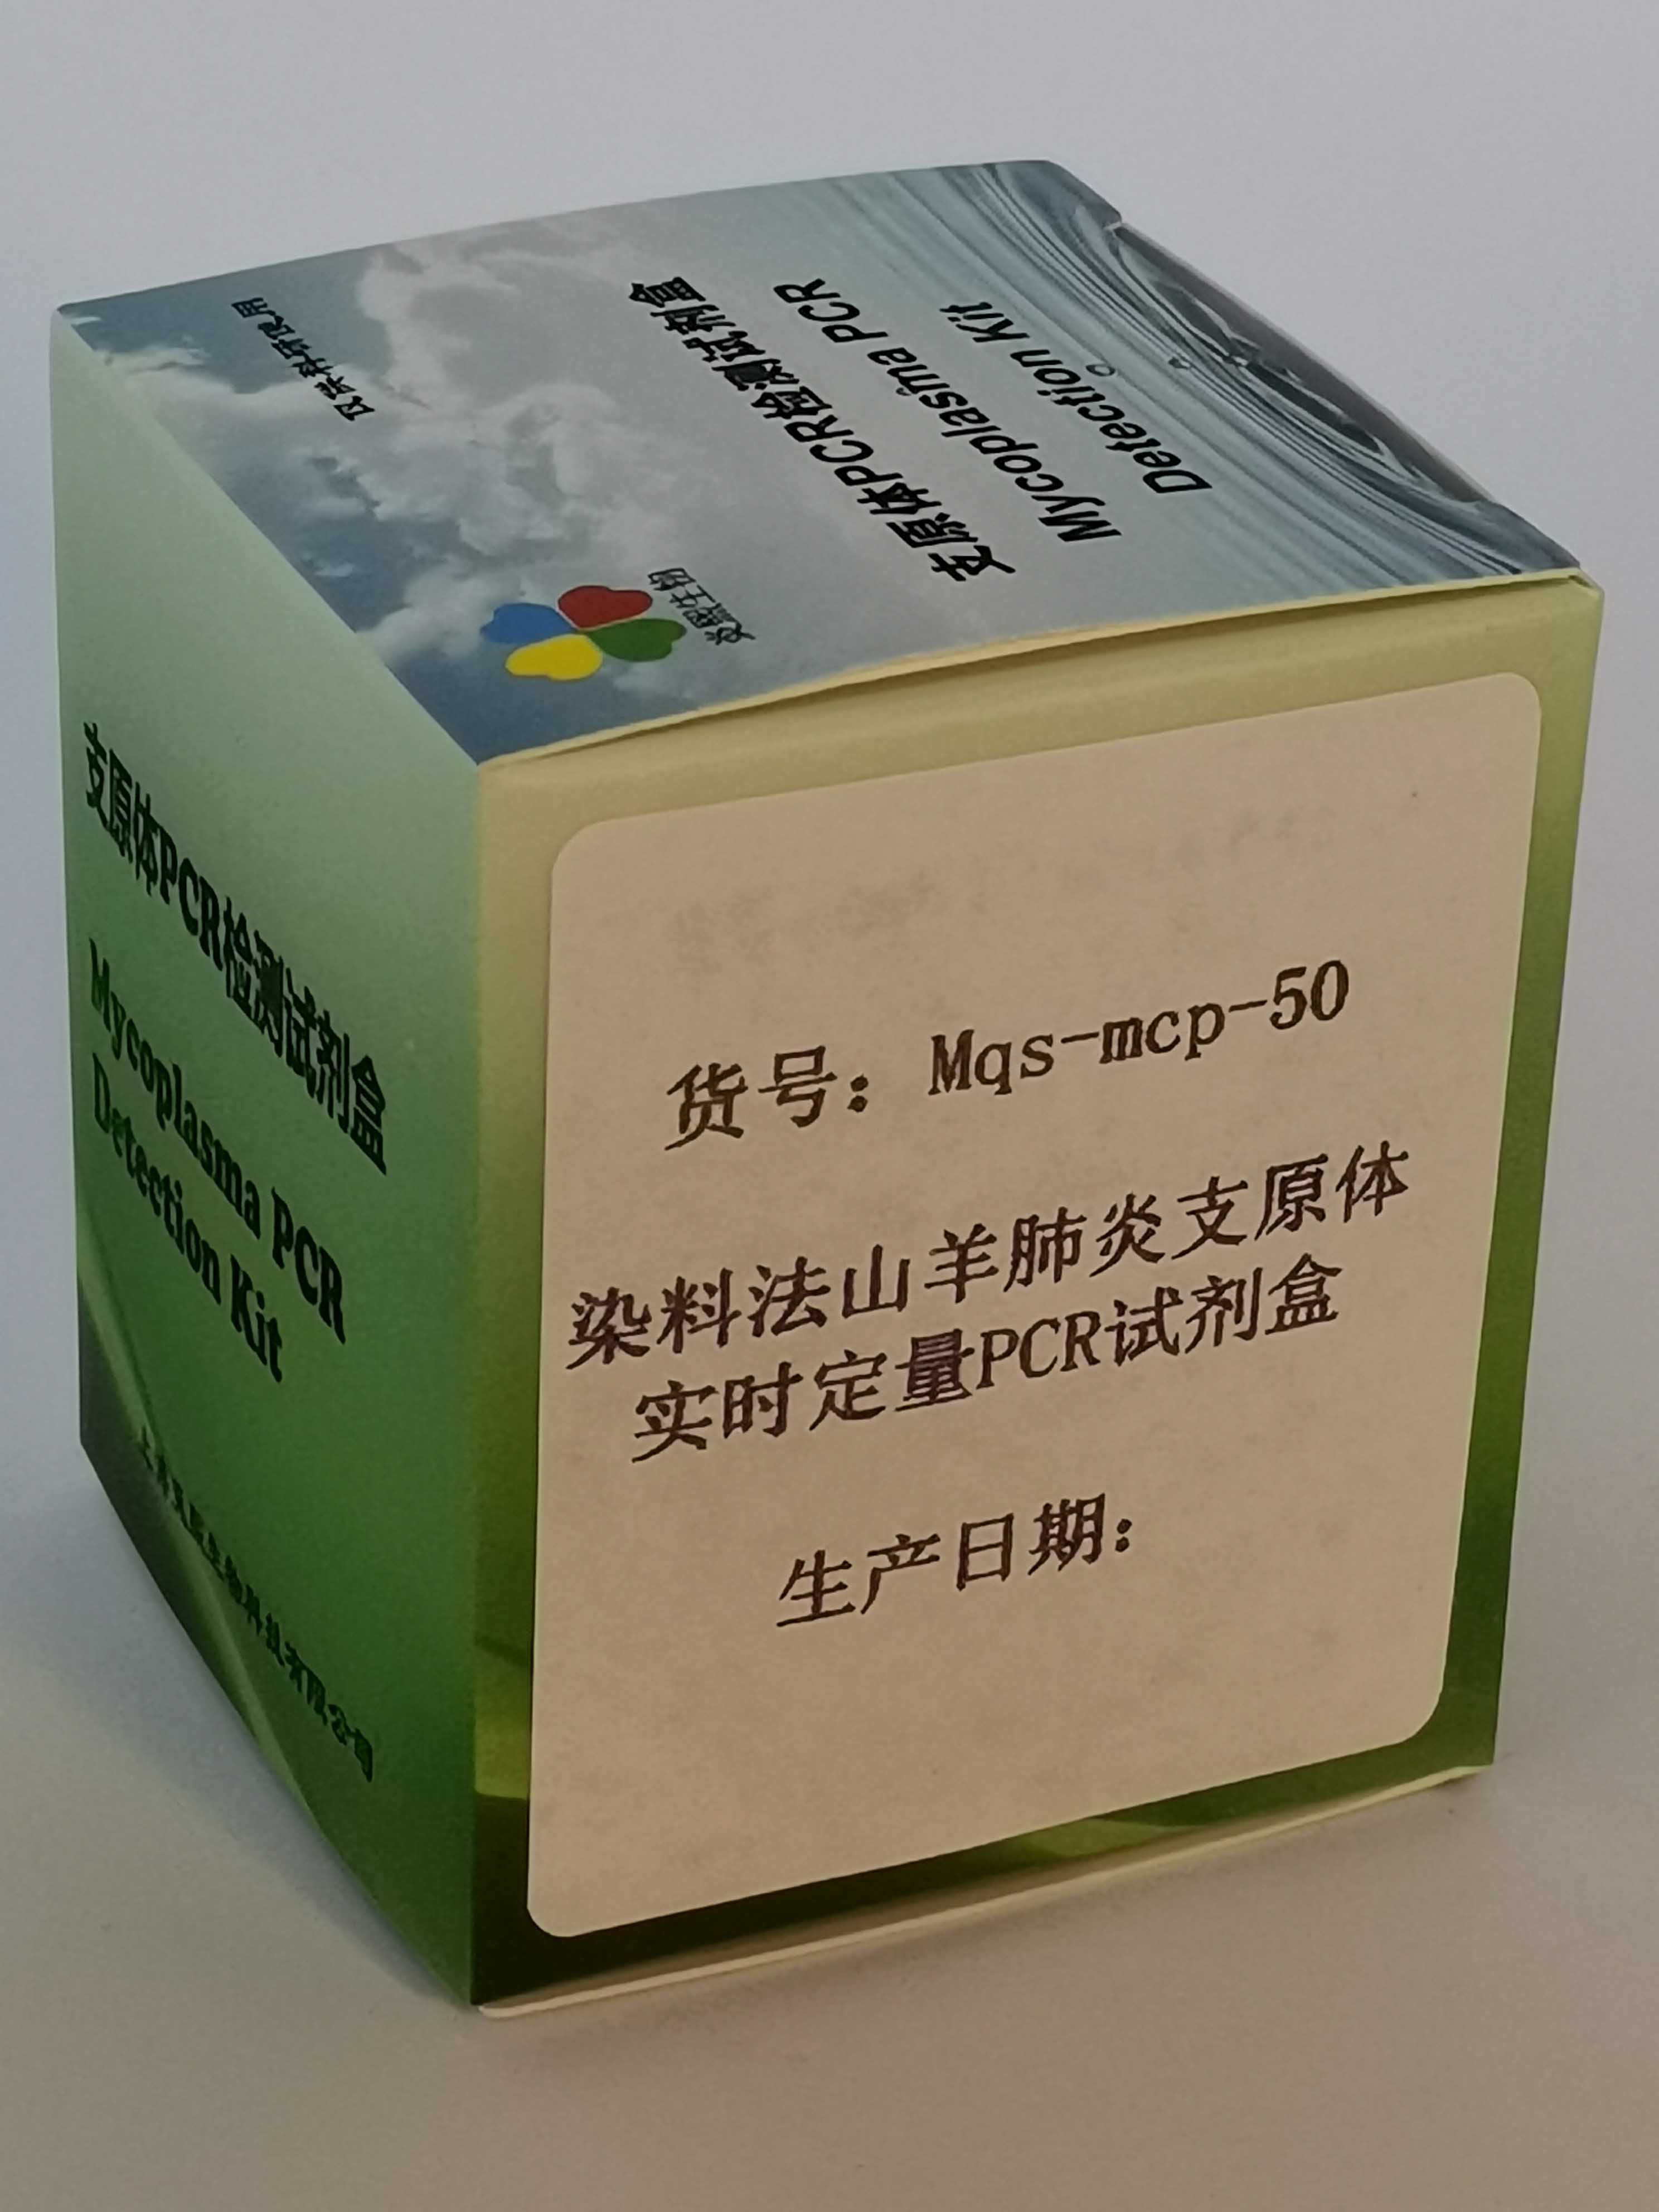 仅供科研使用
支原体PCR检测试剂盒
Mycoplasma PCR
Detection Kit
支原体PCR检测试剂盒
Mycoplasma PCR
Detection Kit
货号：Mqs-mcp-50
染料法山羊肺炎支原体
实时定量PCR试剂盒
生产日期：